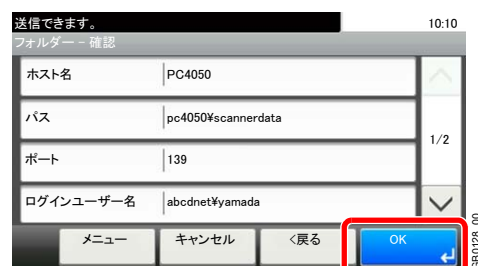 送信できます。 10:10
フォルダー - 確認
ホスト名 PC4050
パス pc4050¥scannerdata
1/2
ポート 139
ログインユーザー名 abcdnet¥yamada
メニュー キャンセル <戻る OK
GB0128_00